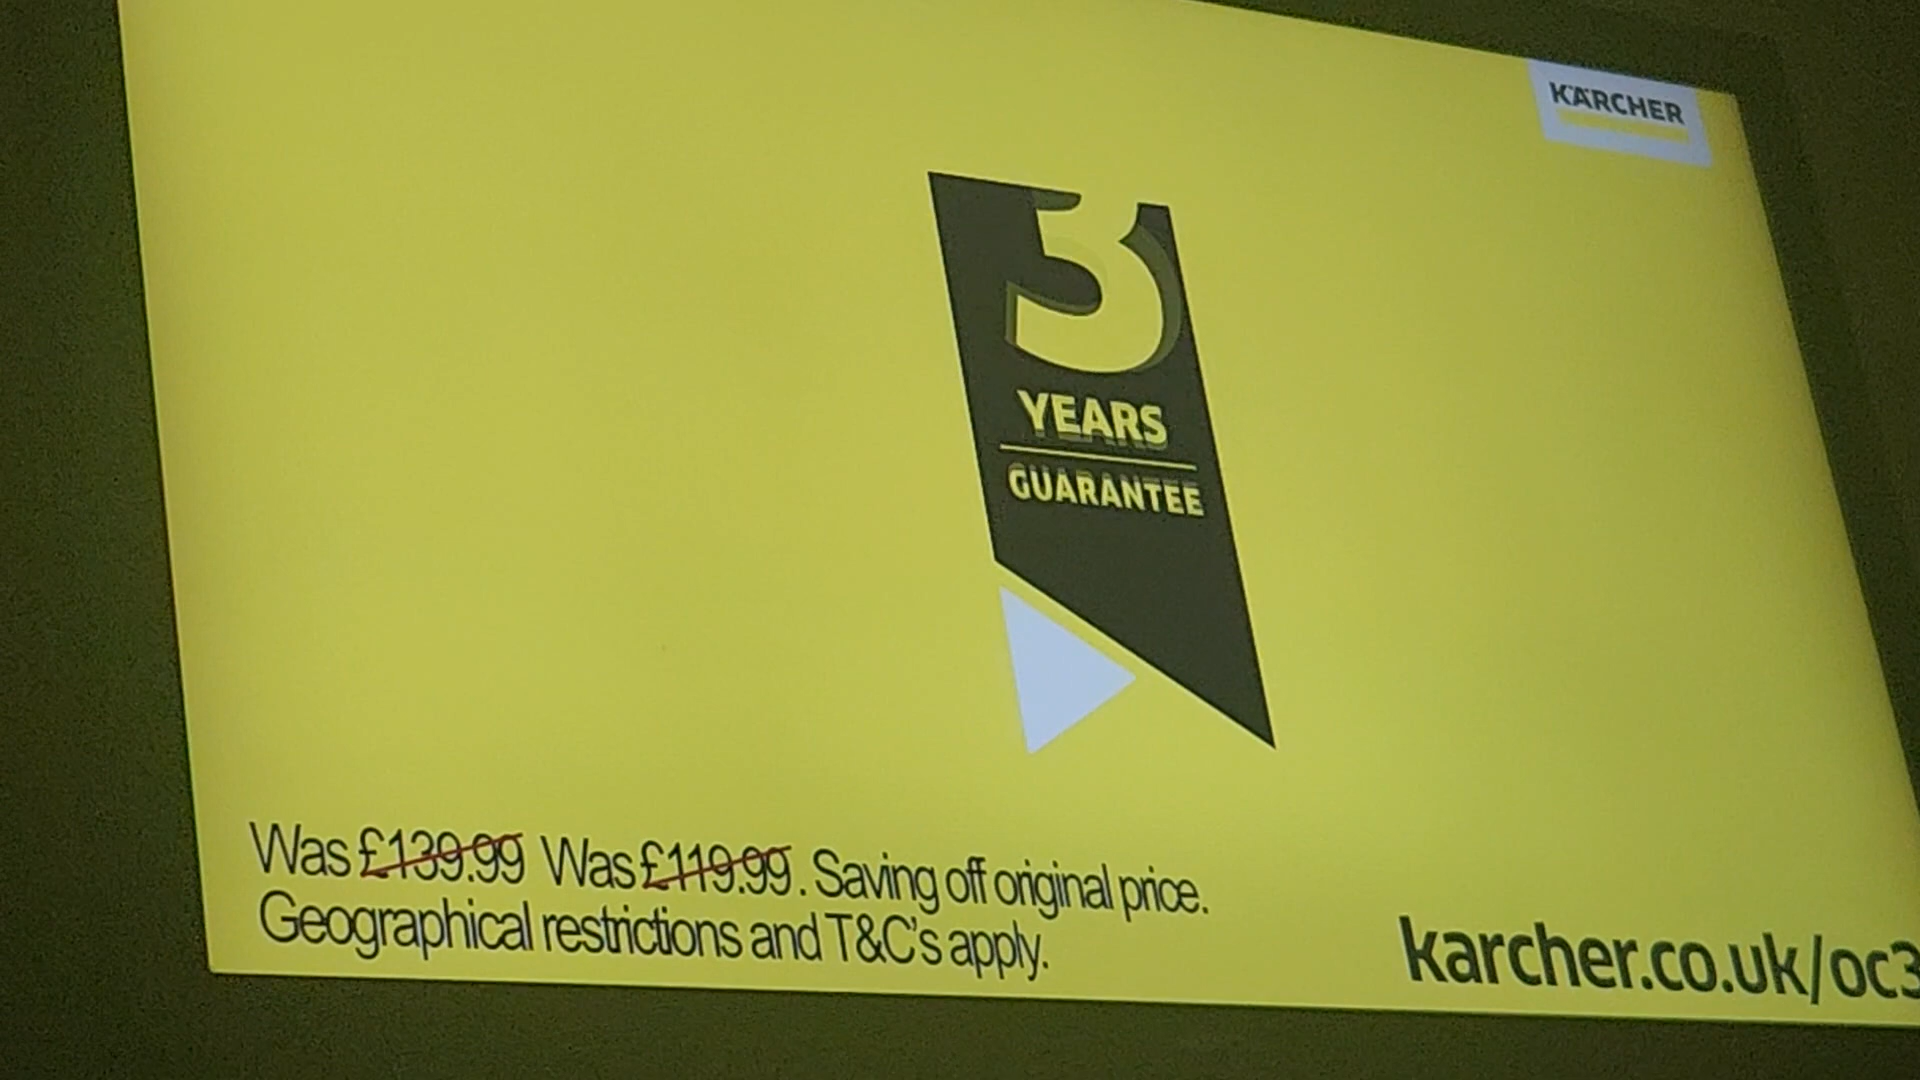 KÄRCHER
3
YEARS
GUARANTEE
Was £139.99 Was £119.99. Saving off original price.
Geographical restrictions and T&C's apply.
karcher.co.uk/oc3